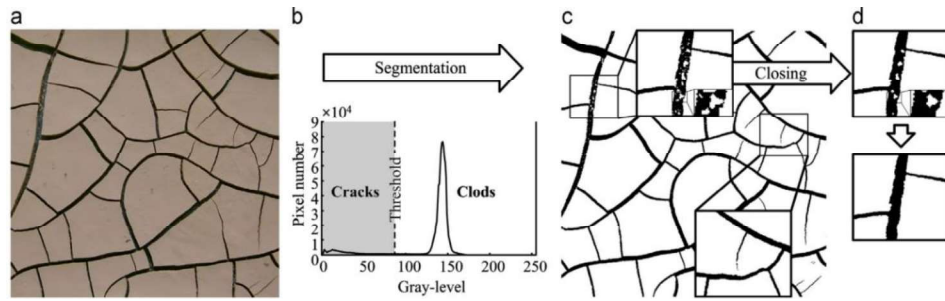 a
b
c
d
Segmentation
Closing
×10⁴
9
8
7
6
5
4
3
2
1
0
Pixel number
Cracks
Threshold
Clods
0 50 100 150 200 250
Gray-level